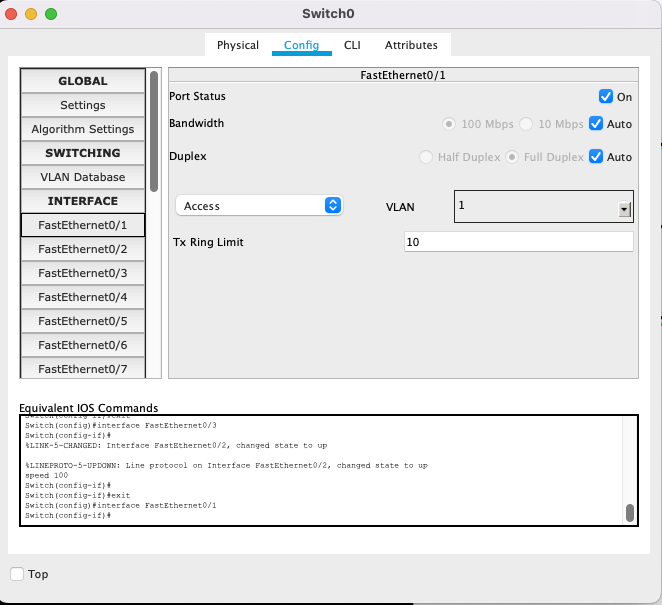 Switch0
Physical Config CLI Attributes
GLOBAL
Settings
Algorithm Settings
SWITCHING
VLAN Database
INTERFACE
FastEthernet0/1
FastEthernet0/2
FastEthernet0/3
FastEthernet0/4
FastEthernet0/5
FastEthernet0/6
FastEthernet0/7
FastEthernet0/1
Port Status On
Bandwidth 100 Mbps 10 Mbps Auto
Duplex Half Duplex Full Duplex Auto
Access VLAN 1
Tx Ring Limit 10
Equivalent IOS Commands
Switch(config-if)#exit
Switch(config)#interface FastEthernet0/3
Switch(config-if)#
%LINK-5-CHANGED: Interface FastEthernet0/2, changed state to up
%LINEPROTO-5-UPDOWN: Line protocol on Interface FastEthernet0/2, changed state to up
speed 100
Switch(config-if)#
Switch(config-if)#exit
Switch(config)#interface FastEthernet0/1
Switch(config-if)#
Top